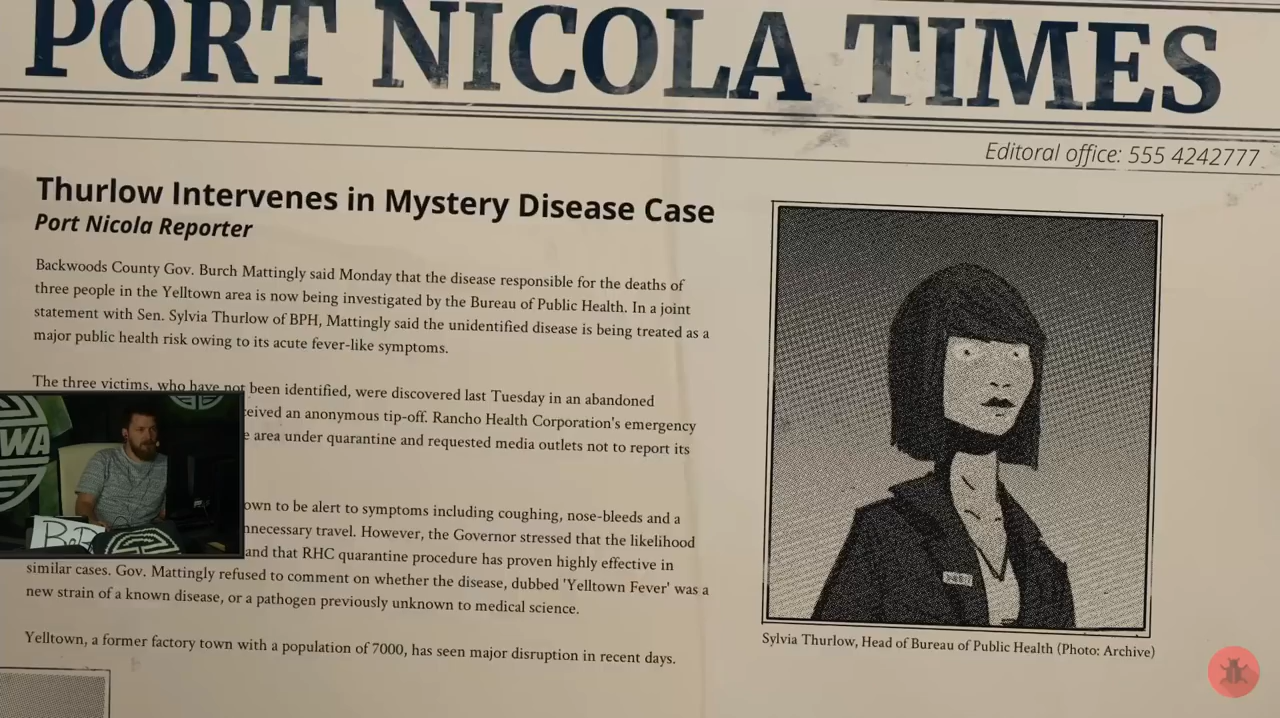 PORT NICOLA TIMES
Editoral office: 555 4242777
Thurlow Intervenes in Mystery Disease Case
Port Nicola Reporter
Backwoods County Gov. Burch Mattingly said Monday that the disease responsible for the deaths of
three people in the Yelltown area is now being investigated by the Bureau of Public Health. In a joint
statement with Sen. Sylvia Thurlow of BPH, Mattingly said the unidentified disease is being treated as a
major public health risk owing to its acute fever-like symptoms.
The three victims, who have not been identified, were discovered last Tuesday in an abandoned
an anonymous tip-off. Rancho Health Corporation's emergency
area under quarantine and requested media outlets not to report its
to be alert to symptoms including coughing, nose-bleeds and a
travel. However, the Governor stressed that the likelihood
and that RHC quarantine procedure has proven highly effective in
similar cases. Gov. Mattingly refused to comment on whether the disease, dubbed 'Yelltown Fever' was a
new strain of a known disease, or a pathogen previously unknown to medical science.
Yelltown, a former factory town with a population of 7000, has seen major disruption in recent days.
Sylvia Thurlow, Head of Bureau of Public Health (Photo: Archive)